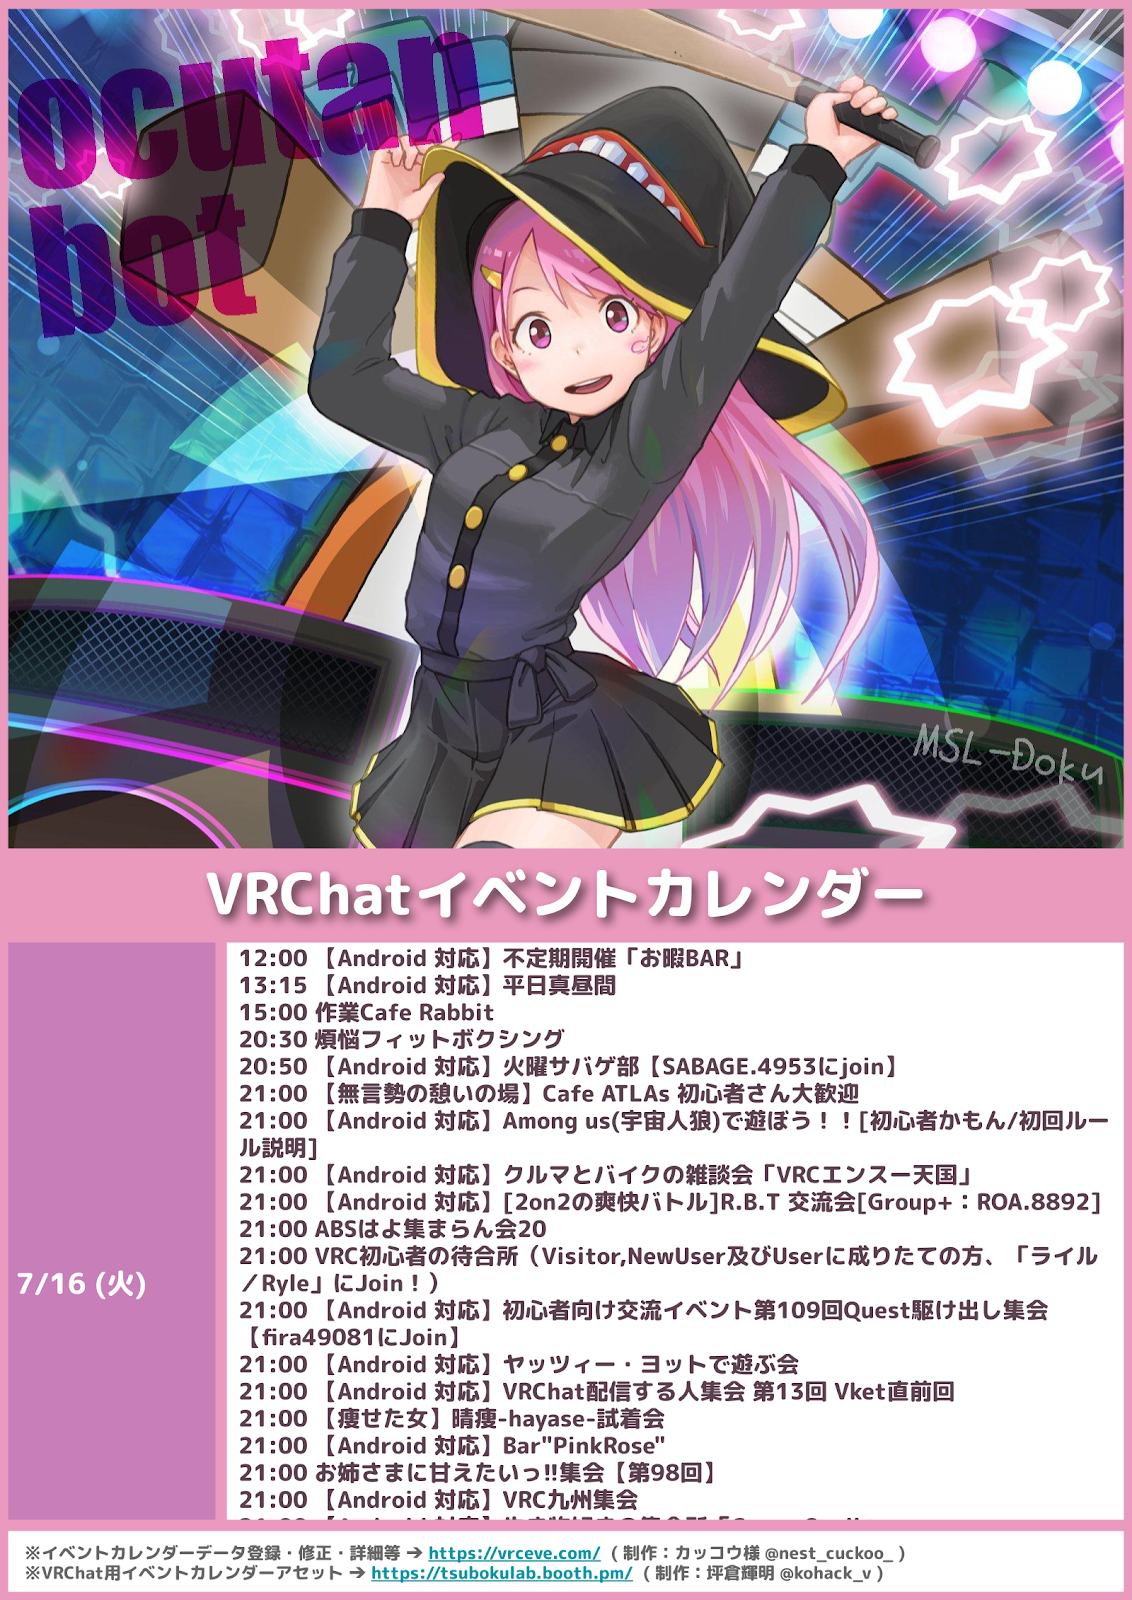 ocutan
bot
MSL-Doku
VRChatイベントカレンダー
7/16 (火)
12:00 【Android 対応】不定期開催「お暇BAR」
13:15 【Android 対応】平日真昼間
15:00 作業Cafe Rabbit
20:30 煩悩フィットボクシング
20:50 【Android 対応】火曜サバゲ部【SABAGE.4953にjoin】
21:00 【無言勢の憩いの場】Cafe ATLAs 初心者さん大歓迎
21:00 【Android 対応】Among us(宇宙人狼)で遊ぼう！！[初心者かもん/初回ルー
ル説明]
21:00 【Android 対応】クルマとバイクの雑談会「VRCエンスー天国」
21:00 【Android 対応】[2on2の爽快バトル]R.B.T 交流会[Group+：ROA.8892]
21:00 ABSはよ集まらん会20
21:00 VRC初心者の待合所（Visitor,NewUser及びUserに成りたての方、「ライル
／Ryle」にJoin！）
21:00 【Android 対応】初心者向け交流イベント第109回Quest駆け出し集会
【fira49081にJoin】
21:00 【Android 対応】ヤッツィー・ヨットで遊ぶ会
21:00 【Android 対応】VRChat配信する人集会 第13回 Vket直前回
21:00 【痩せた女】晴痩-hayase-試着会
21:00 【Android 対応】Bar"PinkRose"
21:00 お姉さまに甘えたいっ!!集会【第98回】
21:00 【Android 対応】VRC九州集会
21:00 【Android 対応】
※イベントカレンダーデータ登録・修正・詳細等 → https://vrceve.com/ （制作：カッコウ様 @nest_cuckoo_ ）
※VRChat用イベントカレンダーアセット → https://tsubokulab.booth.pm/ （制作：坪倉輝明 @kohack_v ）